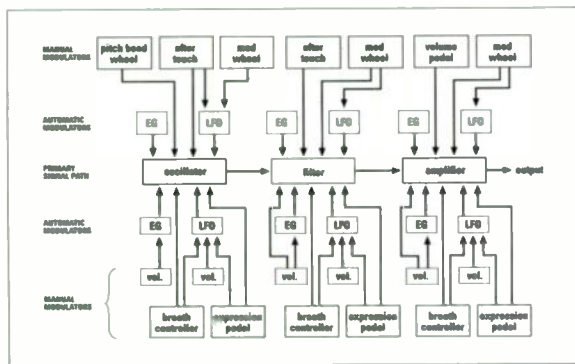 MANUAL MODULATORS
pitch bend wheel
after touch
mod wheel
after touch
mod wheel
volume pedal
mod wheel
AUTOMATIC MODULATORS
EG
LFO
EG
LFO
EG
LFO
PRIMARY SIGNAL PATH
oscillator
filter
amplifier
output
AUTOMATIC MODULATORS
EG
LFO
EG
LFO
EG
LFO
vel.
vel.
vel.
vel.
vel.
vel.
MANUAL MODULATORS
breath controller
expression pedal
breath controller
expression pedal
breath controller
expression pedal